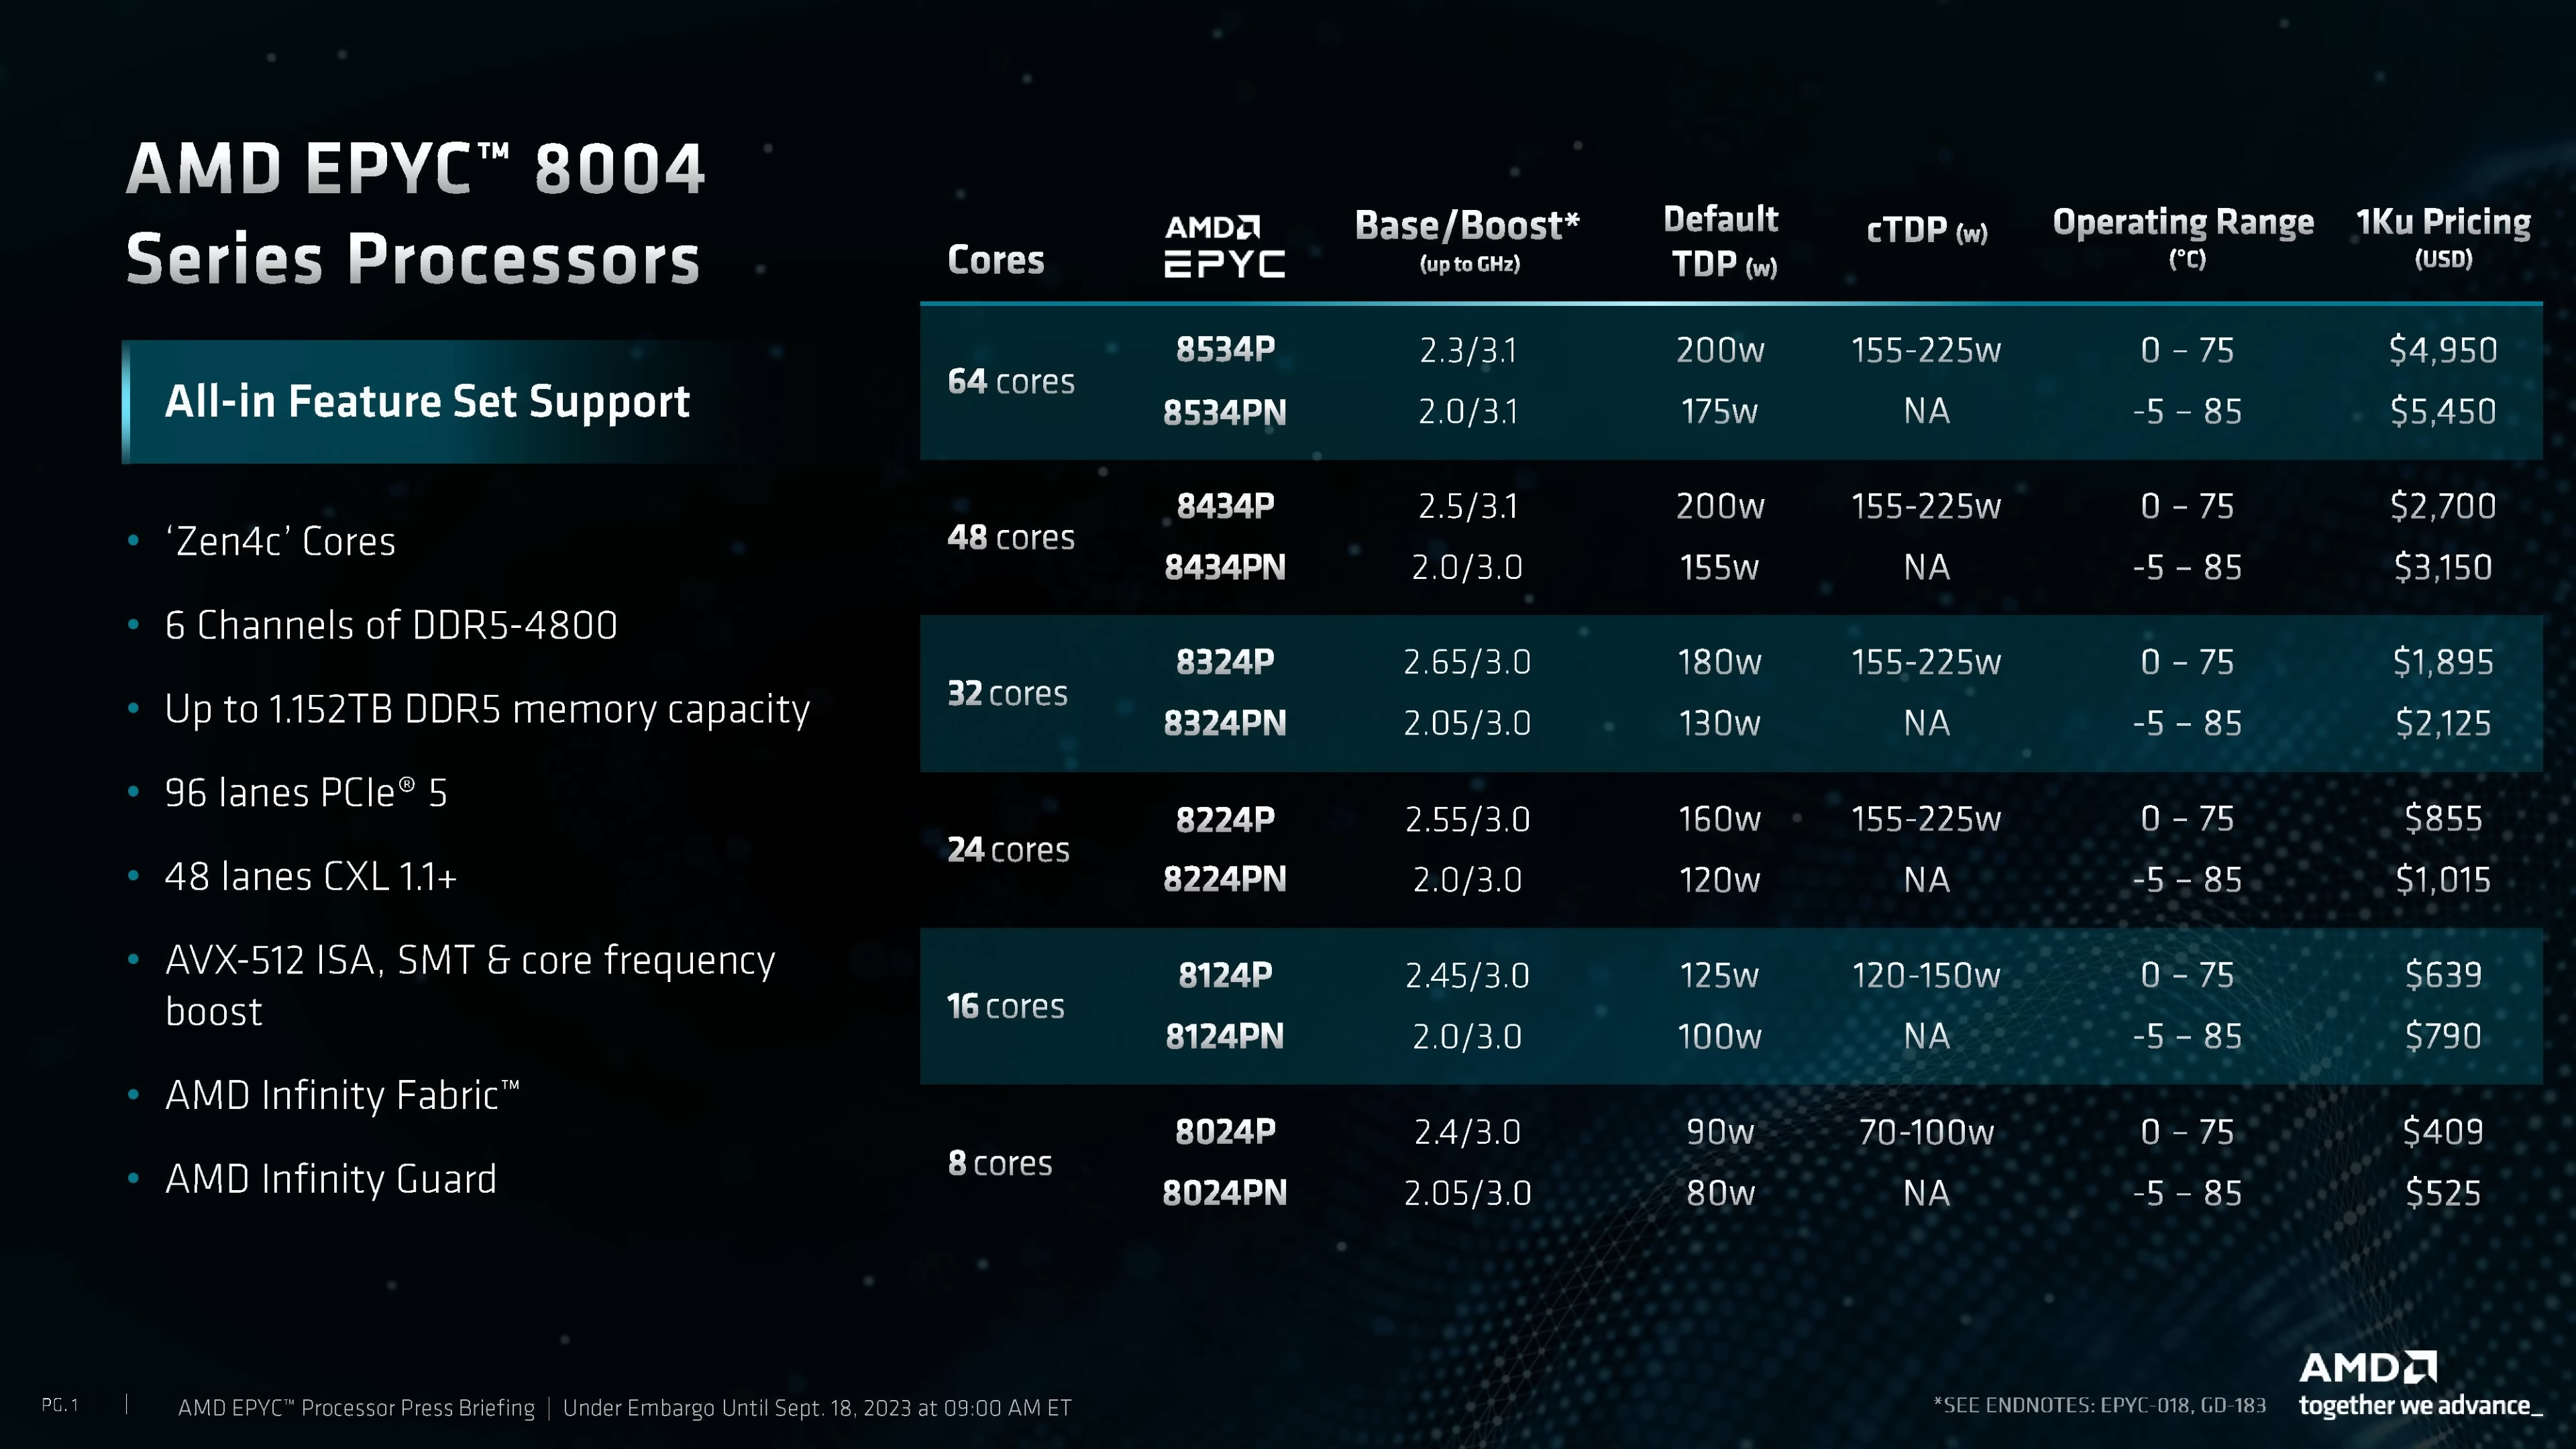 AMD EPYC™ 8004
Series Processors
All-in Feature Set Support
• ‘Zen4c’ Cores
• 6 Channels of DDR5-4800
• Up to 1.152TB DDR5 memory capacity
• 96 lanes PCIe® 5
• 48 lanes CXL 1.1+
• AVX-512 ISA, SMT & core frequency
boost
• AMD Infinity Fabric™
• AMD Infinity Guard
Cores AMD EPYC Base/Boost* (up to GHz) Default TDP (w) cTDP (w) Operating Range (°C) 1Ku Pricing (USD)
64 cores
8534P 2.3/3.1 200w 155-225w 0 – 75 $4,950
8534PN 2.0/3.1 175w NA -5 – 85 $5,450
48 cores
8434P 2.5/3.1 200w 155-225w 0 – 75 $2,700
8434PN 2.0/3.0 155w NA -5 – 85 $3,150
32 cores
8324P 2.65/3.0 180w 155-225w 0 – 75 $1,895
8324PN 2.05/3.0 130w NA -5 – 85 $2,125
24 cores
8224P 2.55/3.0 160w 155-225w 0 – 75 $855
8224PN 2.0/3.0 120w NA -5 – 85 $1,015
16 cores
8124P 2.45/3.0 125w 120-150w 0 – 75 $639
8124PN 2.0/3.0 100w NA -5 – 85 $790
8 cores
8024P 2.4/3.0 90w 70-100w 0 – 75 $409
8024PN 2.05/3.0 80w NA -5 – 85 $525
PG. 1 | AMD EPYC™ Processor Press Briefing | Under Embargo Until Sept. 18, 2023 at 09:00 AM ET
*SEE ENDNOTES: EPYC-018, GD-183
AMD
together we advance_